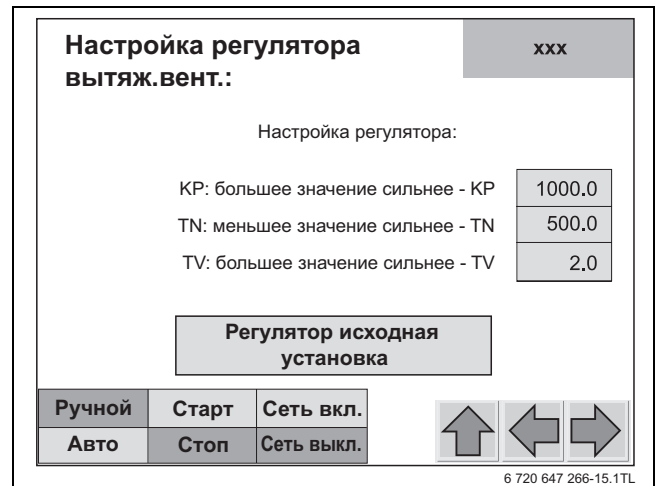 Настройка регулятора
вытяж.вент.:
xxx
Настройка регулятора:
KP: большее значение сильнее - KP
1000.0
TN: меньшее значение сильнее - TN
500.0
TV: большее значение сильнее - TV
2.0
Регулятор исходная
установка
Ручной
Старт
Сеть вкл.
Авто
Стоп
Сеть выкл.
6 720 647 266-15.1TL